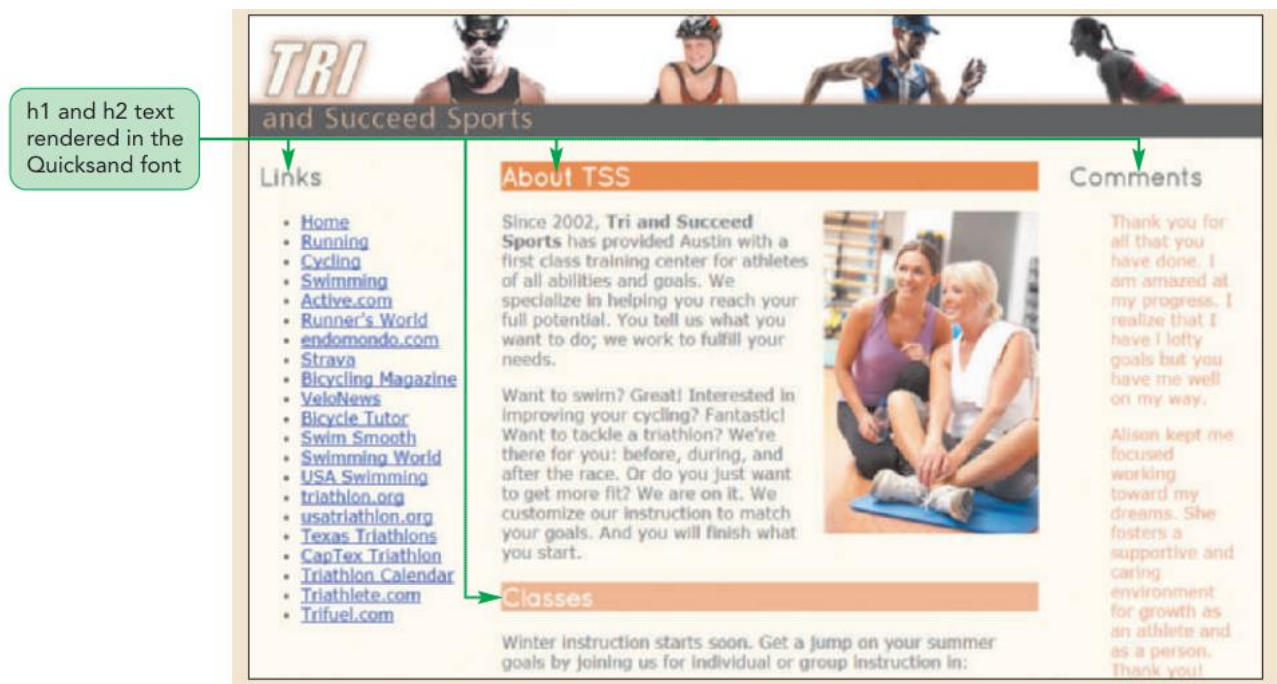 h1 and h2 text
rendered in the
Quicksand font
TRI
and Succeed Sports
Links
Home
Running
Cycling
Swimming
Active.com
Runner's World
endomondo.com
Strava
Bicycling Magazine
VeloNews
Bicycle Tutor
Swim Smooth
Swimming World
USA Swimming
triathlon.org
usatriathlon.org
Texas Triathlons
CapTex Triathlon
Triathlon Calendar
Triathlete.com
Trifuel.com
About TSS
Since 2002, Tri and Succeed
Sports has provided Austin with a
first class training center for athletes
of all abilities and goals. We
specialize in helping you reach your
full potential. You tell us what you
want to do; we work to fulfill your
needs.
Want to swim? Great! Interested in
improving your cycling? Fantastic!
Want to tackle a triathlon? We're
there for you: before, during, and
after the race. Or do you just want
to get more fit? We are on it. We
customize our instruction to match
your goals. And you will finish what
you start.
Classes
Winter instruction starts soon. Get a jump on your summer
goals by joining us for individual or group instruction in:
Comments
Thank you for
all that you
have done. I
am amazed at
my progress. I
realize that I
have I lofty
goals but you
have me well
on my way.
Alison kept me
focused
working
toward my
dreams. She
fosters a
supportive and
caring
environment
for growth as
an athlete and
as a person.
Thank you!